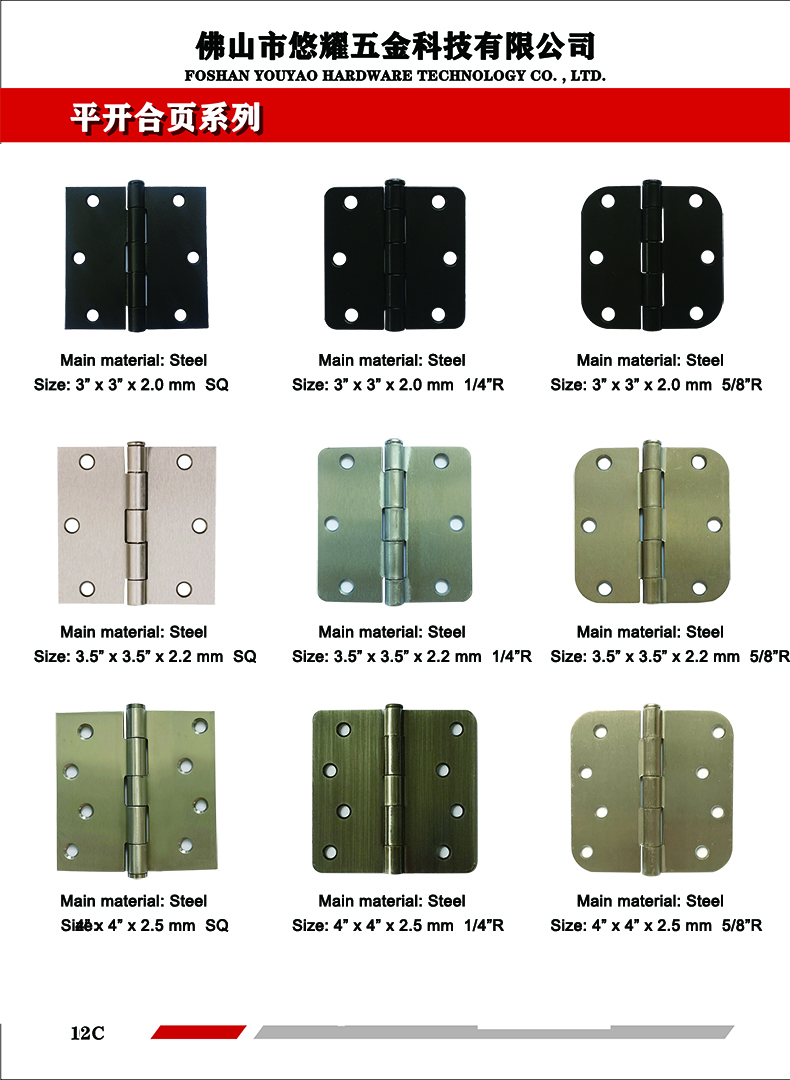 佛山市悠耀五金科技有限公司
FOSHAN YOUYAO HARDWARE TECHNOLOGY CO. , LTD.
平开合页系列
Main material: Steel
Size: 3” x 3” x 2.0 mm  SQ
Main material: Steel
Size: 3” x 3” x 2.0 mm  1/4”R
Main material: Steel
Size: 3” x 3” x 2.0 mm  5/8”R
Main material: Steel
Size: 3.5” x 3.5” x 2.2 mm  SQ
Main material: Steel
Size: 3.5” x 3.5” x 2.2 mm  1/4”R
Main material: Steel
Size: 3.5” x 3.5” x 2.2 mm  5/8”R
Main material: Steel
Size: 4” x 4” x 2.5 mm  SQ
Main material: Steel
Size: 4” x 4” x 2.5 mm  1/4”R
Main material: Steel
Size: 4” x 4” x 2.5 mm  5/8”R
12C